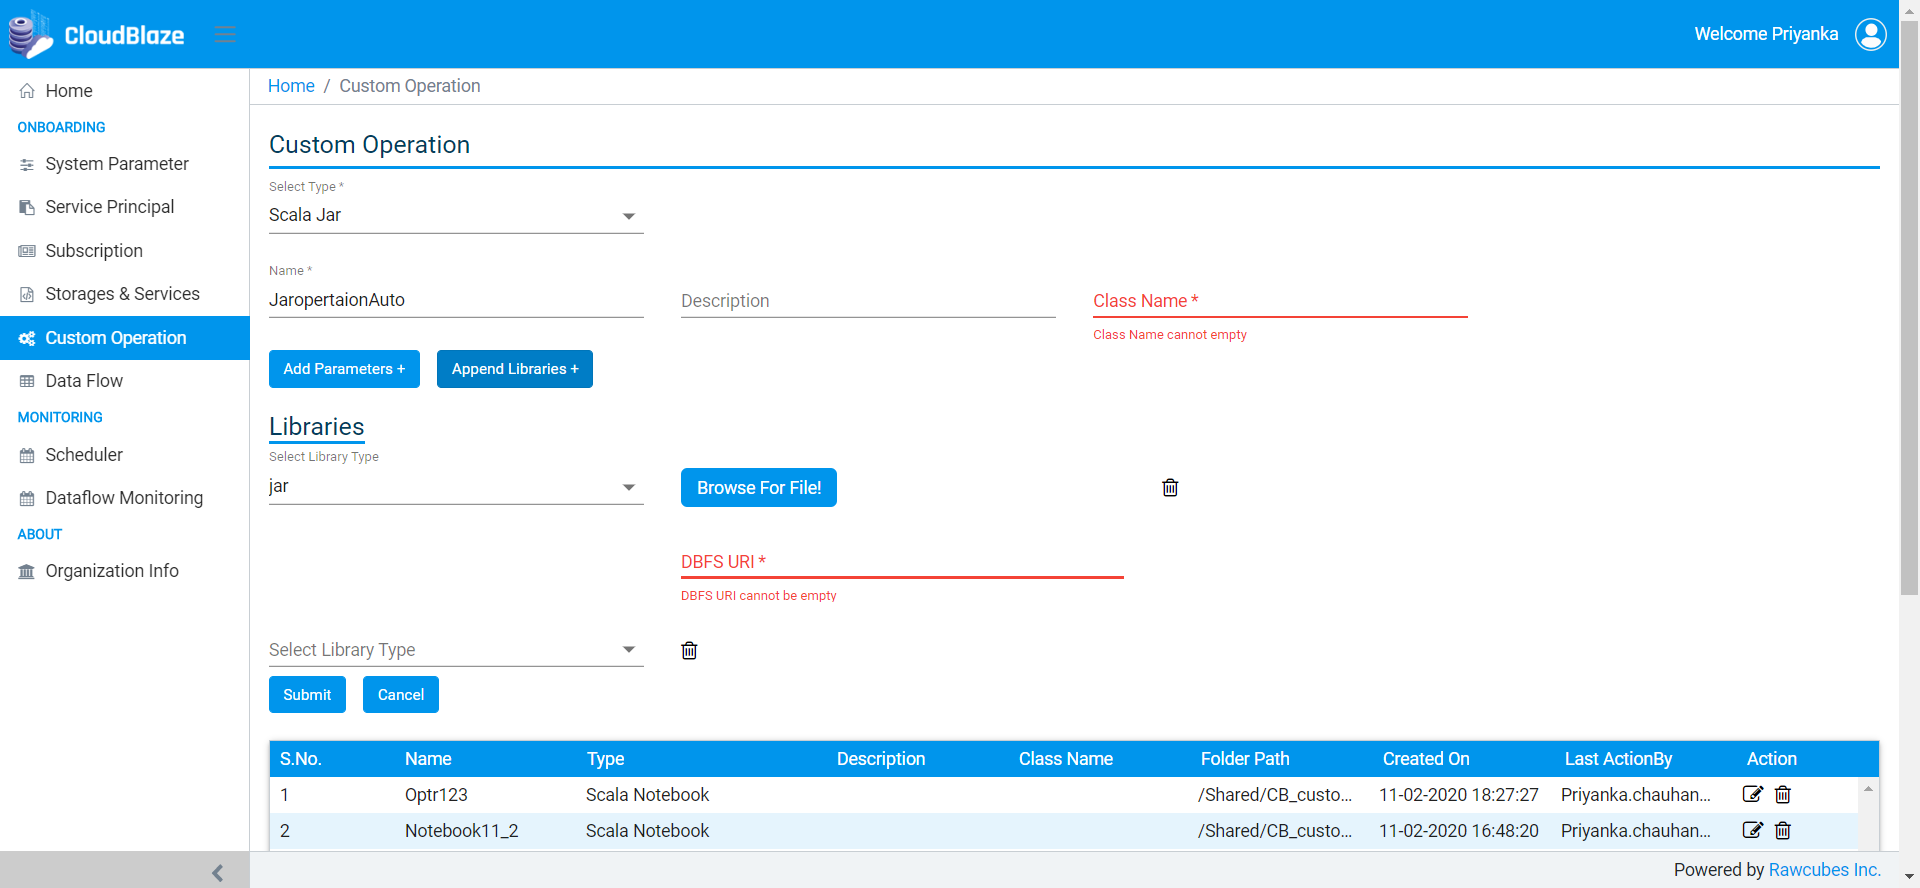 CloudBlaze
Welcome Priyanka
Home
ONBOARDING
System Parameter
Service Principal
Subscription
Storages & Services
Custom Operation
Data Flow
MONITORING
Scheduler
Dataflow Monitoring
ABOUT
Organization Info
Home / Custom Operation
Custom Operation
Select Type *
Scala Jar
Name *
JaropertaionAuto
Description
Class Name *
Class Name cannot empty
Add Parameters +
Append Libraries +
Libraries
Select Library Type
jar
Browse For File!
DBFS URI *
DBFS URI cannot be empty
Select Library Type
Submit
Cancel
S.No. Name Type Description Class Name Folder Path Created On Last ActionBy Action
1 Optr123 Scala Notebook /Shared/CB_custo... 11-02-2020 18:27:27 Priyanka.chauhan...
2 Notebook11_2 Scala Notebook /Shared/CB_custo... 11-02-2020 16:48:20 Priyanka.chauhan...
Powered by Rawcubes Inc.